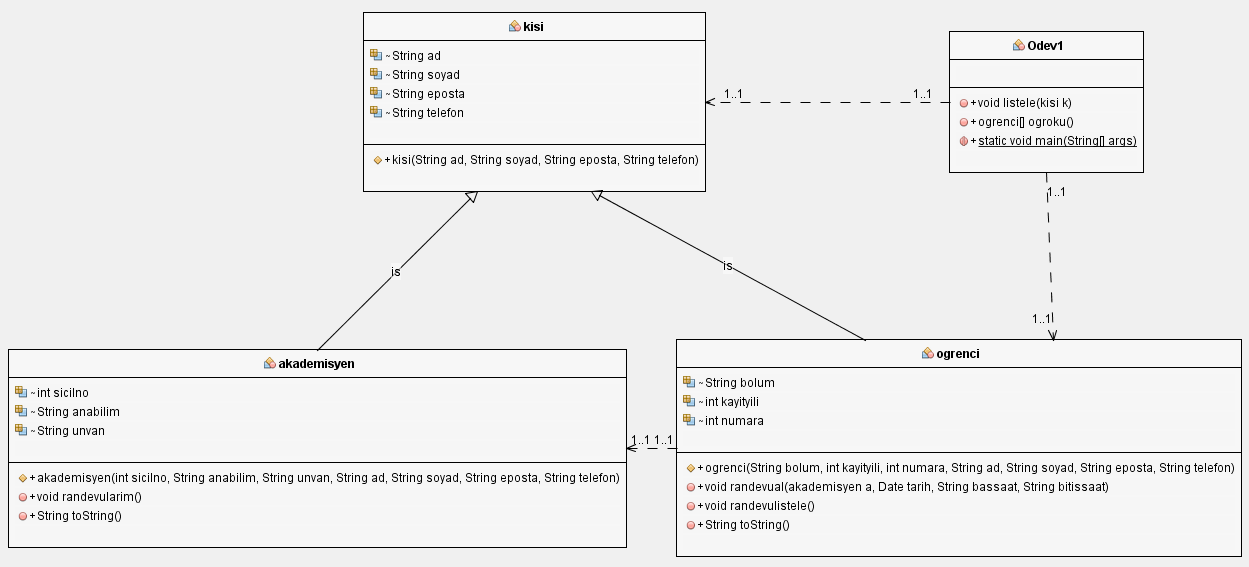 kisi
~String ad
~String soyad
~String eposta
~String telefon
+kisi(String ad, String soyad, String eposta, String telefon)
Odev1
+void listele(kisi k)
+ogrenci[] ogroku()
+static void main(String[] args)
1..1
1..1
1..1
1..1
is
is
akademisyen
~int sicilno
~String anabilim
~String unvan
+akademisyen(int sicilno, String anabilim, String unvan, String ad, String soyad, String eposta, String telefon)
+void randevularim()
+String toString()
1..1 1..1
ogrenci
~String bolum
~int kayityili
~int numara
+ogrenci(String bolum, int kayityili, int numara, String ad, String soyad, String eposta, String telefon)
+void randevual(akademisyen a, Date tarih, String bassaat, String bitissaat)
+void randevulistele()
+String toString()